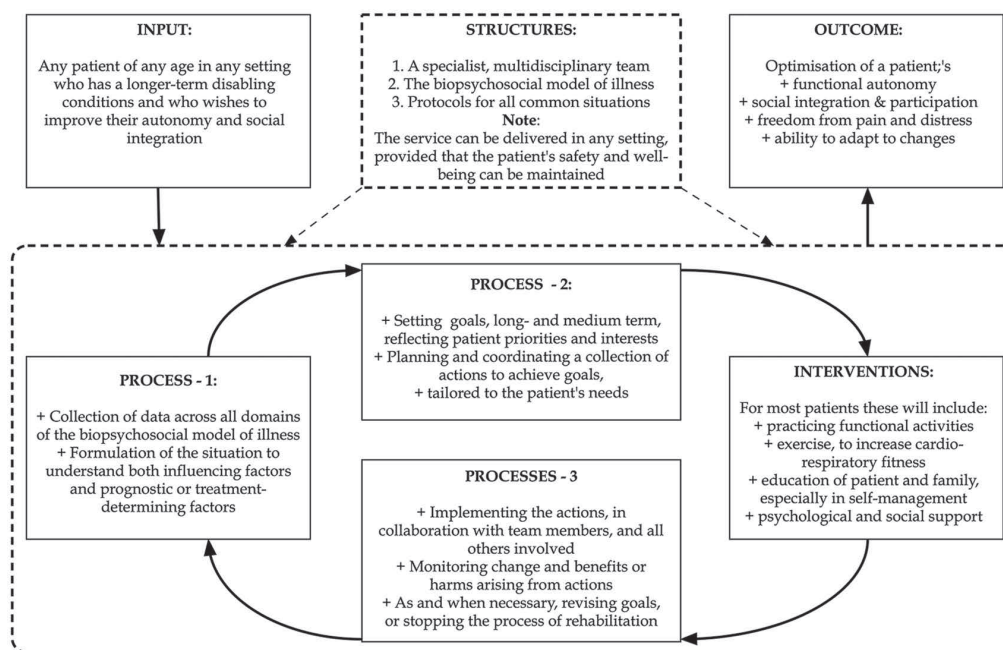 INPUT:
Any patient of any age in any setting
who has a longer-term disabling
conditions and who wishes to
improve their autonomy and social
integration
STRUCTURES:
1. A specialist, multidisciplinary team
2. The biopsychosocial model of illness
3. Protocols for all common situations
Note:
The service can be delivered in any setting,
provided that the patient's safety and well-
being can be maintained
OUTCOME:
Optimisation of a patient;'s
+ functional autonomy
+ social integration & participation
+ freedom from pain and distress
+ ability to adapt to changes
PROCESS - 1:
+ Collection of data across all domains
of the biopsychosocial model of illness
+ Formulation of the situation to
understand both influencing factors
and prognostic or treatment-
determining factors
PROCESS - 2:
+ Setting goals, long- and medium term,
reflecting patient priorities and interests
+ Planning and coordinating a collection of
actions to achieve goals,
+ tailored to the patient's needs
INTERVENTIONS:
For most patients these will include:
+ practicing functional activities
+ exercise, to increase cardio-
respiratory fitness
+ education of patient and family,
especially in self-management
+ psychological and social support
PROCESSES - 3
+ Implementing the actions, in
collaboration with team members, and all
others involved
+ Monitoring change and benefits or
harms arising from actions
+ As and when necessary, revising goals,
or stopping the process of rehabilitation